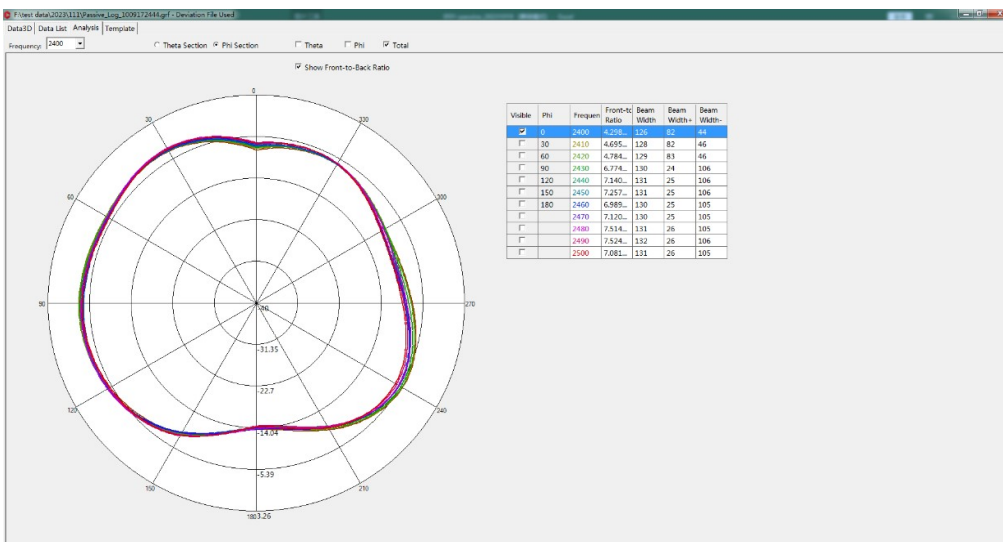 F:\test data\2023\111\Passive_Log_1009172444.grf - Deviation File Used
Data3D Data List Analysis Template
Frequency: 2400 Theta Section Phi Section Theta Phi Total
Show Front-to-Back Ratio
0
30 330
60 300
90 270
120 240
150 210
180
-40
-31.35
-22.7
-14.04
-5.39
3.26
Visible Phi Frequen Front-tc Ratio Beam Width Beam Width+ Beam Width-
0 2400 4.298... 126 82 44
30 2410 4.695... 128 82 46
60 2420 4.784... 129 83 46
90 2430 6.774... 130 24 106
120 2440 7.140... 131 25 106
150 2450 7.257... 131 25 106
180 2460 6.989... 130 25 105
2470 7.120... 130 25 105
2480 7.514... 131 26 105
2490 7.524... 132 26 106
2500 7.081... 131 26 105